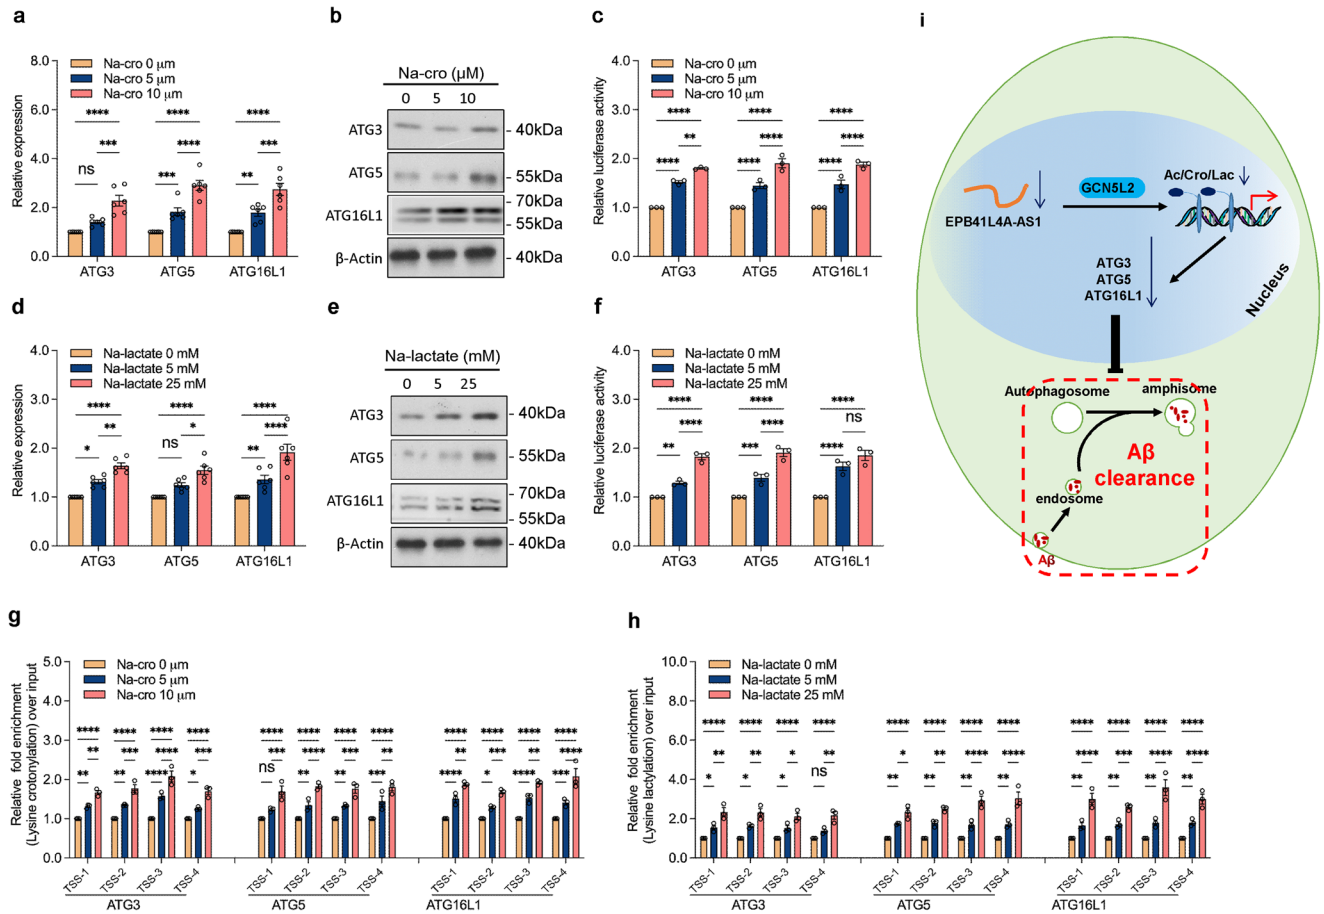 a
Relative expression
8.0
6.0
4.0
2.0
0.0
Na-cro 0 μm
Na-cro 5 μm
Na-cro 10 μm
**** **** ****
*** **** ***
ns *** **
ATG3 ATG5 ATG16L1
b
Na-cro (μM)
0 5 10
ATG3 - 40kDa
ATG5 - 55kDa
- 70kDa
ATG16L1
- 55kDa
β-Actin - 40kDa
c
Relative luciferase activity
4.0
3.0
2.0
1.0
0.0
Na-cro 0 μm
Na-cro 5 μm
Na-cro 10 μm
**** **** ****
** **** ****
**** **** ****
ATG3 ATG5 ATG16L1
d
Relative expression
4.0
3.0
2.0
1.0
0.0
Na-lactate 0 mM
Na-lactate 5 mM
Na-lactate 25 mM
**** **** ****
** * ****
* ns **
ATG3 ATG5 ATG16L1
e
Na-lactate (mM)
0 5 25
ATG3 - 40kDa
ATG5 - 55kDa
- 70kDa
ATG16L1
- 55kDa
β-Actin - 40kDa
f
Relative luciferase activity
4.0
3.0
2.0
1.0
0.0
Na-lactate 0 mM
Na-lactate 5 mM
Na-lactate 25 mM
**** **** ****
**** **** ns
** *** ****
ATG3 ATG5 ATG16L1
i
EPB41L4A-AS1
GCN5L2
Ac/Cro/Lac
ATG3
ATG5
ATG16L1
Nucleus
Autophagosome
amphisome
Aβ
clearance
endosome
Aβ
g
Relative fold enrichment
(Lysine crotonylation) over input
5.0
4.0
3.0
2.0
1.0
0.0
Na-cro 0 μm
Na-cro 5 μm
Na-cro 10 μm
**** **** **** **** **** **** **** **** **** **** **** ****
** *** **** *** *** **** *** ** ** *** **** ****
** ** **** * ns ** ** *** **** * **** ***
TSS-1 TSS-2 TSS-3 TSS-4 TSS-1 TSS-2 TSS-3 TSS-4 TSS-1 TSS-2 TSS-3 TSS-4
ATG3 ATG5 ATG16L1
h
Relative fold enrichment
(Lysine lactylation) over input
10.0
8.0
6.0
4.0
2.0
0.0
Na-lactate 0 mM
Na-lactate 5 mM
Na-lactate 25 mM
**** **** **** **** **** **** **** **** **** **** **** ****
** ** * ** * ** **** **** **** *** **** ****
* * * ns ** ** ** ** ** ** ** **
TSS-1 TSS-2 TSS-3 TSS-4 TSS-1 TSS-2 TSS-3 TSS-4 TSS-1 TSS-2 TSS-3 TSS-4
ATG3 ATG5 ATG16L1